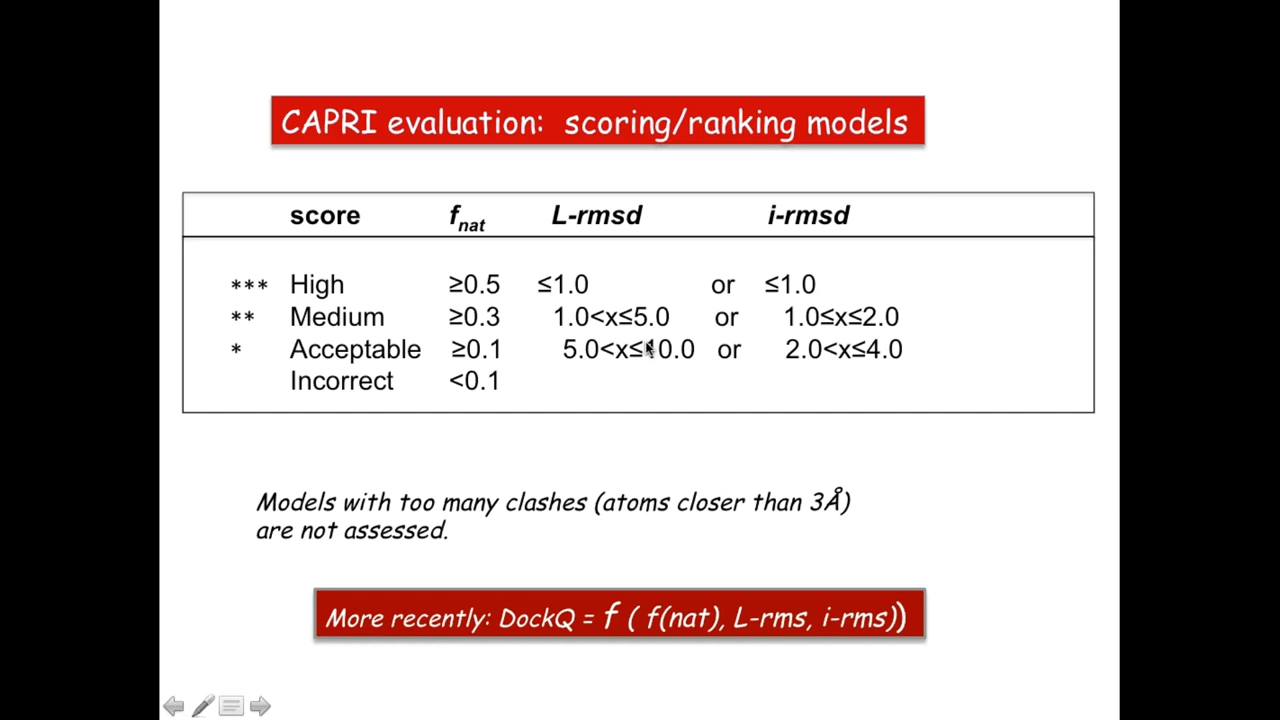 CAPRI evaluation: scoring/ranking models
score fnat L-rmsd i-rmsd
*** High ≥0.5 ≤1.0 or ≤1.0
** Medium ≥0.3 1.0<x≤5.0 or 1.0≤x≤2.0
* Acceptable ≥0.1 5.0<x≤10.0 or 2.0<x≤4.0
Incorrect <0.1
Models with too many clashes (atoms closer than 3Å)
are not assessed.
More recently: DockQ = f ( f(nat), L-rms, i-rms))